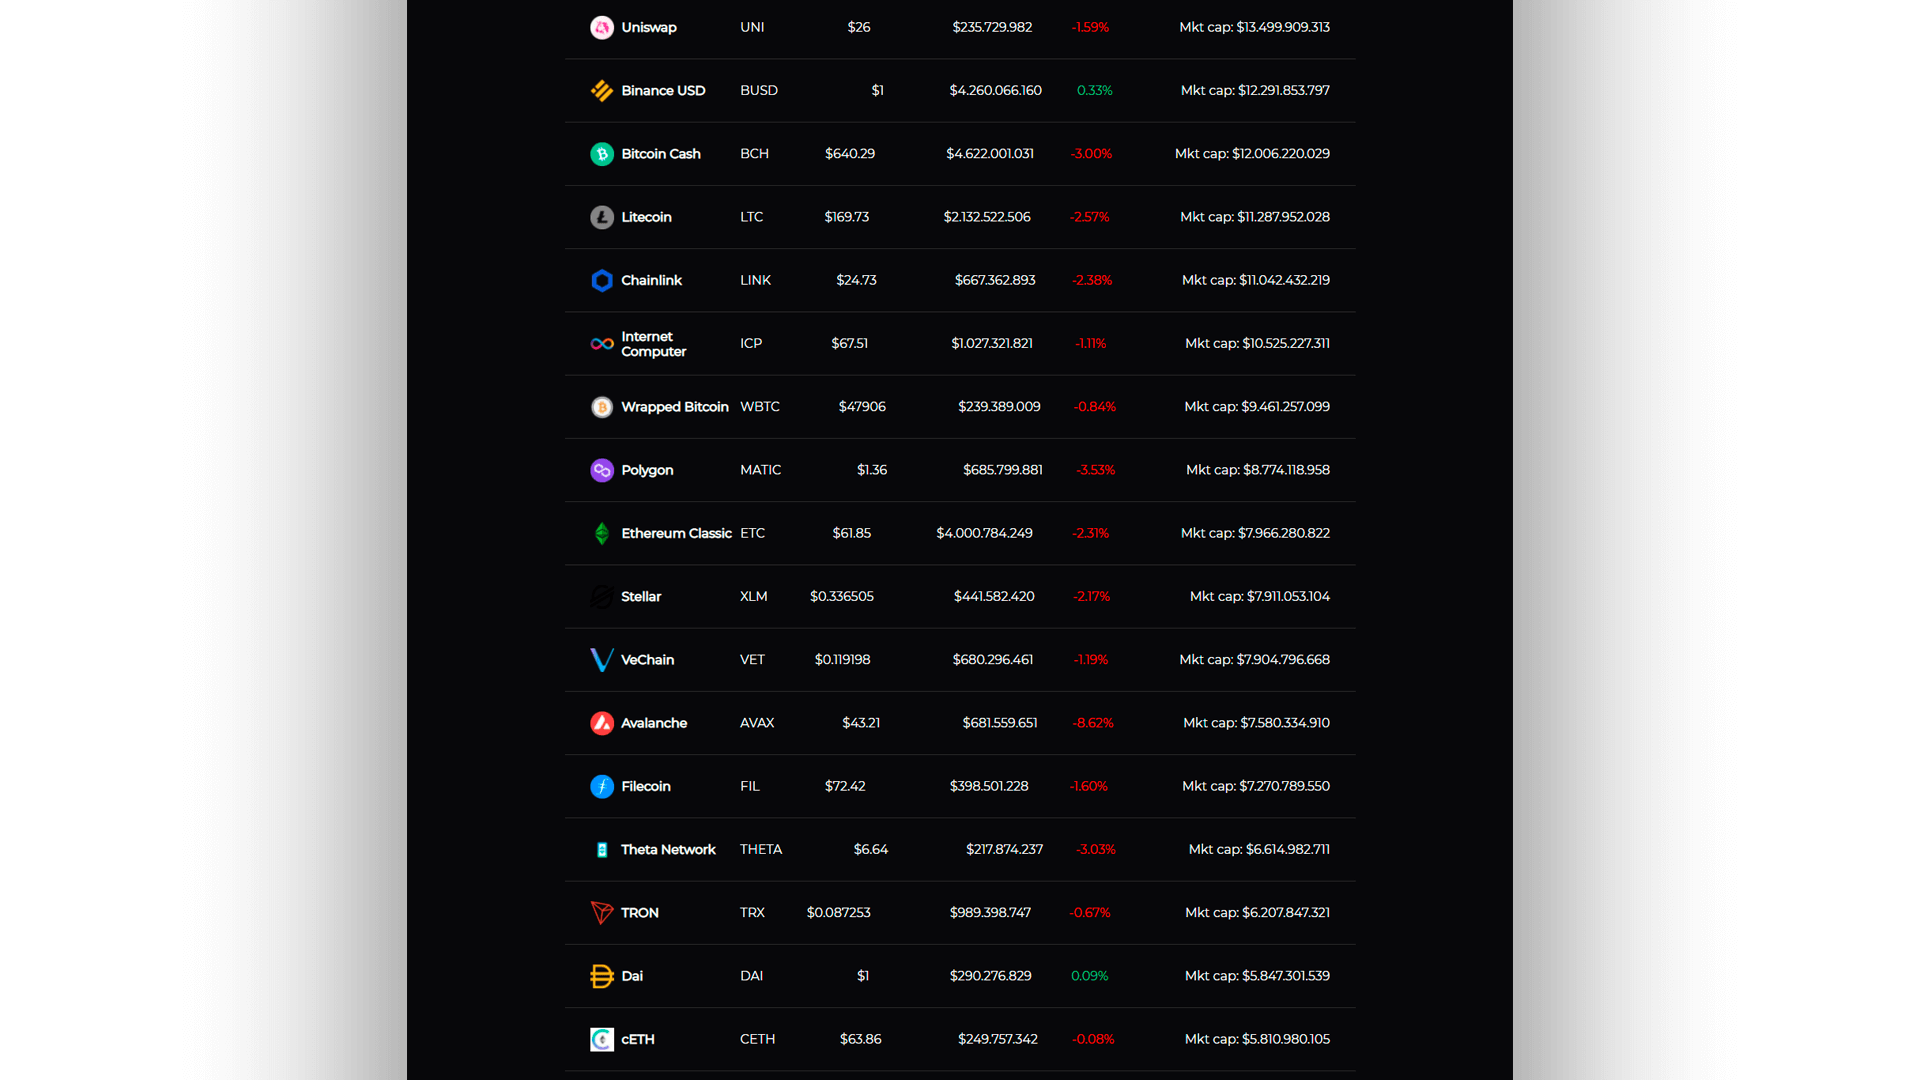 Uniswap UNI $26 $235.729.982 -1.59% Mkt cap: $13.499.909.313
Binance USD BUSD $1 $4.260.066.160 0.33% Mkt cap: $12.291.853.797
Bitcoin Cash BCH $640.29 $4.622.001.031 -3.00% Mkt cap: $12.006.220.029
Litecoin LTC $169.73 $2.132.522.506 -2.57% Mkt cap: $11.287.952.028
Chainlink LINK $24.73 $667.362.893 -2.38% Mkt cap: $11.042.432.219
Internet
Computer ICP $67.51 $1.027.321.821 -1.11% Mkt cap: $10.525.227.311
Wrapped Bitcoin WBTC $47906 $239.389.009 -0.84% Mkt cap: $9.461.257.099
Polygon MATIC $1.36 $685.799.881 -3.53% Mkt cap: $8.774.118.958
Ethereum Classic ETC $61.85 $4.000.784.249 -2.31% Mkt cap: $7.966.280.822
Stellar XLM $0.336505 $441.582.420 -2.17% Mkt cap: $7.911.053.104
VeChain VET $0.119198 $680.296.461 -1.19% Mkt cap: $7.904.796.668
Avalanche AVAX $43.21 $681.559.651 -8.62% Mkt cap: $7.580.334.910
Filecoin FIL $72.42 $398.501.228 -1.60% Mkt cap: $7.270.789.550
Theta Network THETA $6.64 $217.874.237 -3.03% Mkt cap: $6.614.982.711
TRON TRX $0.087253 $989.398.747 -0.67% Mkt cap: $6.207.847.321
Dai DAI $1 $290.276.829 0.09% Mkt cap: $5.847.301.539
cETH CETH $63.86 $249.757.342 -0.08% Mkt cap: $5.810.980.105